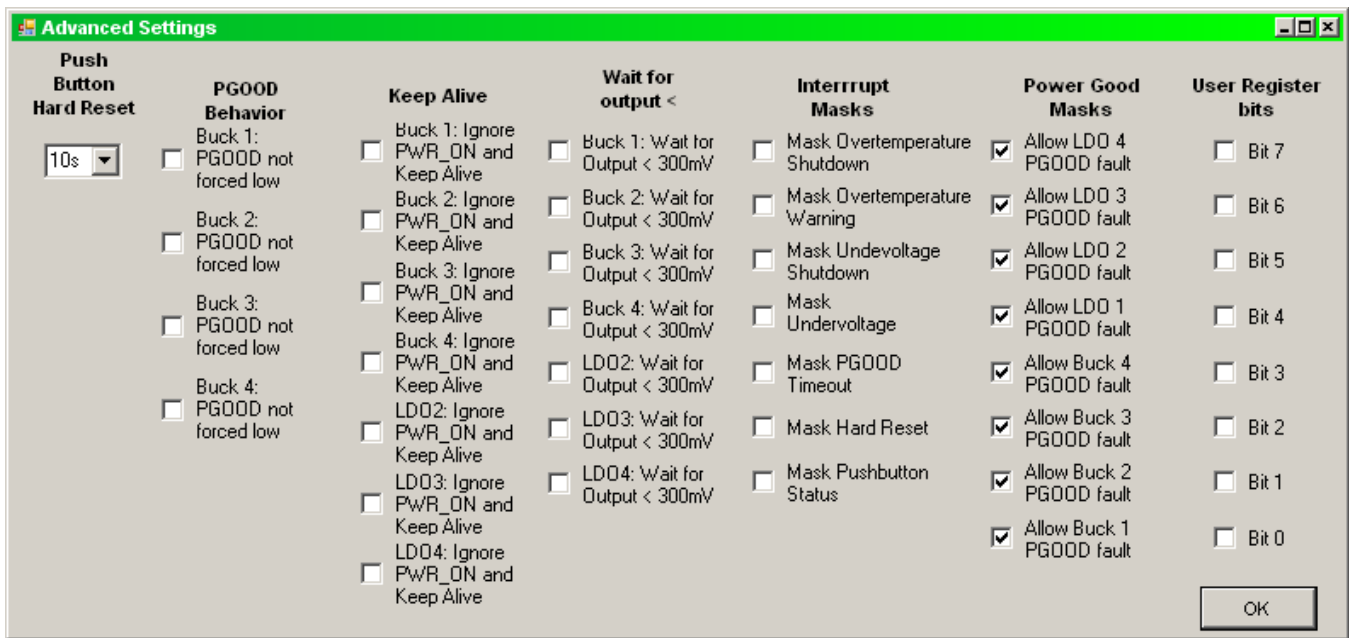 Advanced Settings
Push
Button
Hard Reset
10s
PGOOD
Behavior
Buck 1:
PGOOD not
forced low
Buck 2:
PGOOD not
forced low
Buck 3:
PGOOD not
forced low
Buck 4:
PGOOD not
forced low
Keep Alive
Buck 1: Ignore
PWR_ON and
Keep Alive
Buck 2: Ignore
PWR_ON and
Keep Alive
Buck 3: Ignore
PWR_ON and
Keep Alive
Buck 4: Ignore
PWR_ON and
Keep Alive
LDO2: Ignore
PWR_ON and
Keep Alive
LDO3: Ignore
PWR_ON and
Keep Alive
LDO4: Ignore
PWR_ON and
Keep Alive
Wait for
output <
Buck 1: Wait for
Output < 300mV
Buck 2: Wait for
Output < 300mV
Buck 3: Wait for
Output < 300mV
Buck 4: Wait for
Output < 300mV
LDO2: Wait for
Output < 300mV
LDO3: Wait for
Output < 300mV
LDO4: Wait for
Output < 300mV
Interrrupt
Masks
Mask Overtemperature
Shutdown
Mask Overtemperature
Warning
Mask Undevoltage
Shutdown
Mask
Undervoltage
Mask PGOOD
Timeout
Mask Hard Reset
Mask Pushbutton
Status
Power Good
Masks
Allow LDO 4
PGOOD fault
Allow LDO 3
PGOOD fault
Allow LDO 2
PGOOD fault
Allow LDO 1
PGOOD fault
Allow Buck 4
PGOOD fault
Allow Buck 3
PGOOD fault
Allow Buck 2
PGOOD fault
Allow Buck 1
PGOOD fault
User Register
bits
Bit 7
Bit 6
Bit 5
Bit 4
Bit 3
Bit 2
Bit 1
Bit 0
OK